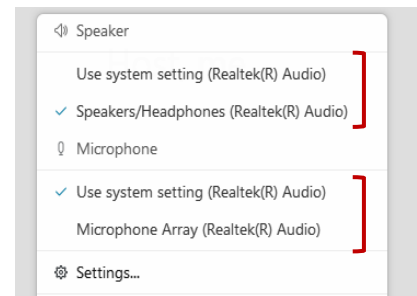 Speaker
Use system setting (Realtek(R) Audio)
Speakers/Headphones (Realtek(R) Audio)
Microphone
Use system setting (Realtek(R) Audio)
Microphone Array (Realtek(R) Audio)
Settings...